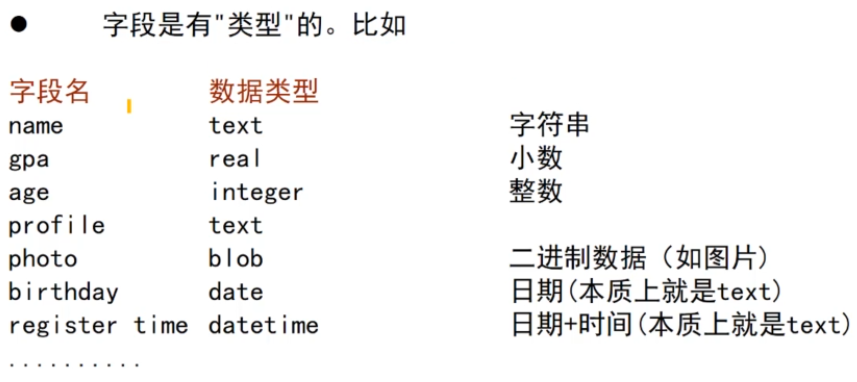 ● 字段是有"类型"的。比如
字段名 数据类型
name text 字符串
gpa real 小数
age integer 整数
profile text
photo blob 二进制数据（如图片）
birthday date 日期(本质上就是text)
register time datetime 日期+时间(本质上就是text)
..........